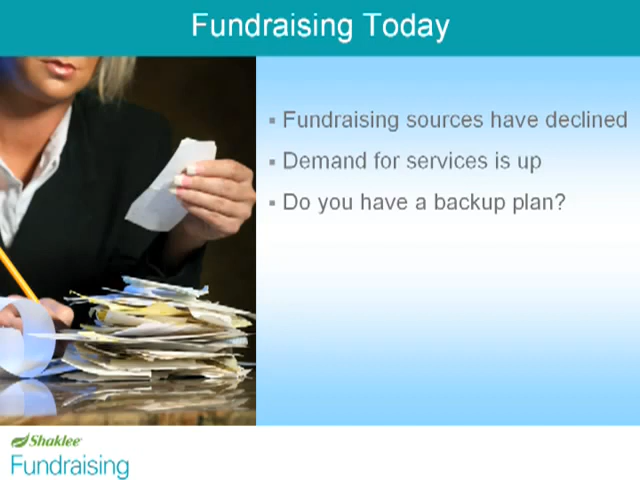 Fundraising Today
▪ Fundraising sources have declined
▪ Demand for services is up
▪ Do you have a backup plan?
Shaklee
Fundraising